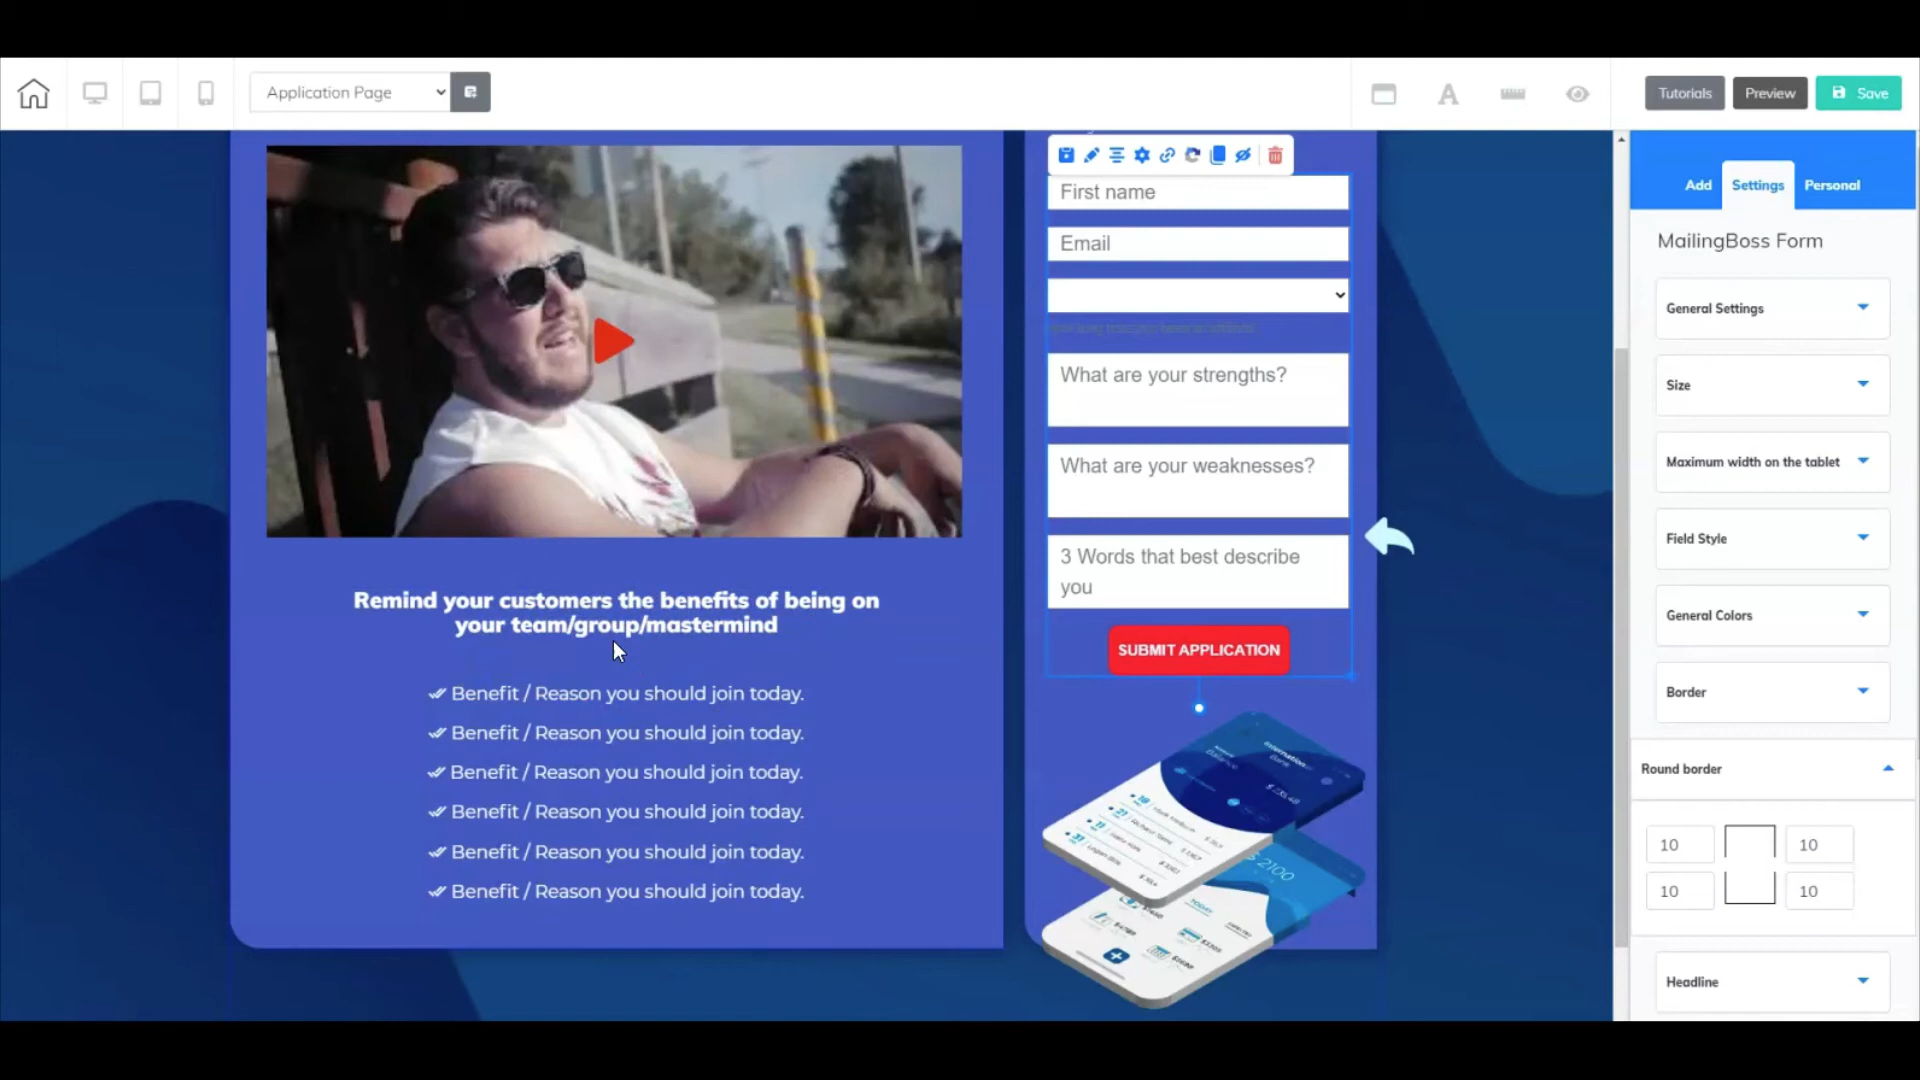 Application Page
Tutorials
Preview
Save
Add
Settings
Personal
MailingBoss Form
General Settings
Size
Maximum width on the tablet
Field Style
General Colors
Border
Round border
10
10
10
10
Headline
First name
Email
What are your strengths?
What are your weaknesses?
3 Words that best describe
you
SUBMIT APPLICATION
Remind your customers the benefits of being on
your team/group/mastermind
Benefit / Reason you should join today.
Benefit / Reason you should join today.
Benefit / Reason you should join today.
Benefit / Reason you should join today.
Benefit / Reason you should join today.
Benefit / Reason you should join today.
Bank
Balance
$ 2100
TODAY